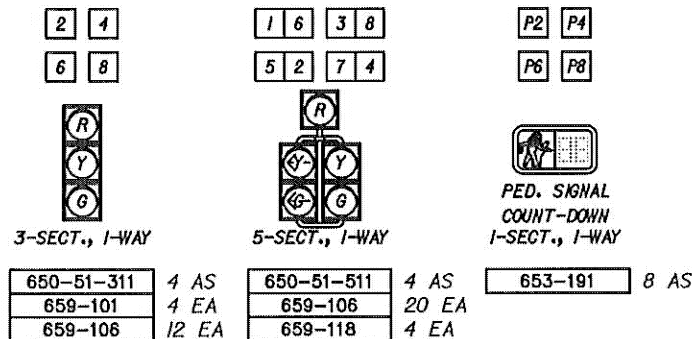 2 4
6 8
R
Y
G
3-SECT., 1-WAY
650-51-311 4 AS
659-101 4 EA
659-106 12 EA
1 6 3 8
5 2 7 4
R
Y Y
G G
5-SECT., 1-WAY
650-51-511 4 AS
659-106 20 EA
659-118 4 EA
P2 P4
P6 P8
PED. SIGNAL
COUNT-DOWN
1-SECT., 1-WAY
653-191 8 AS